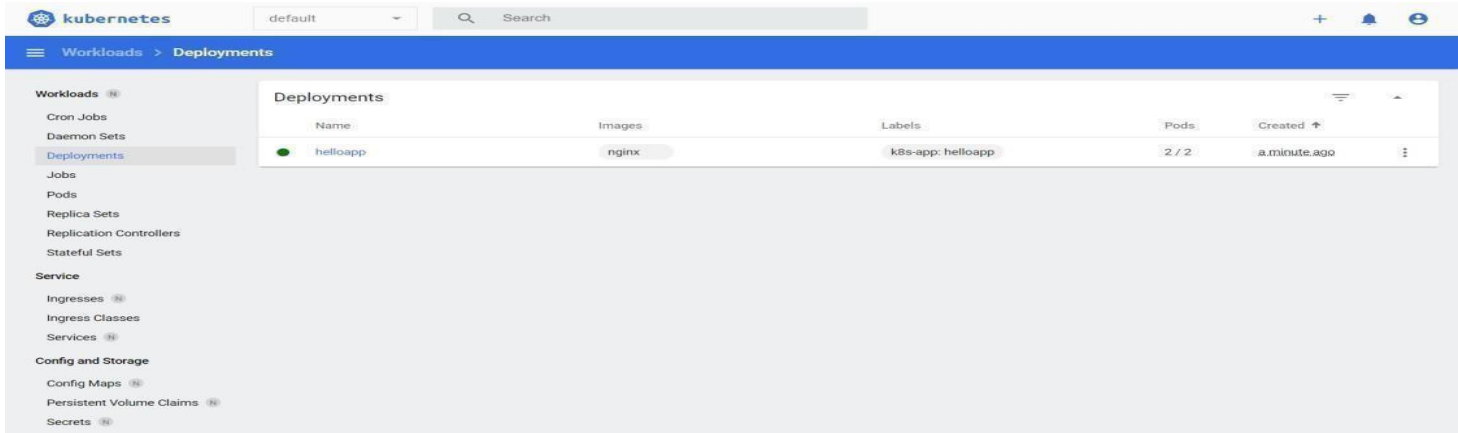 kubernetes default Search
Workloads > Deployments
Workloads N
Cron Jobs
Daemon Sets
Deployments
Jobs
Pods
Replica Sets
Replication Controllers
Stateful Sets
Service
Ingresses N
Ingress Classes
Services N
Config and Storage
Config Maps N
Persistent Volume Claims N
Secrets N
Deployments
Name Images Labels Pods Created ↑
helloapp nginx k8s-app: helloapp 2 / 2 a minute ago